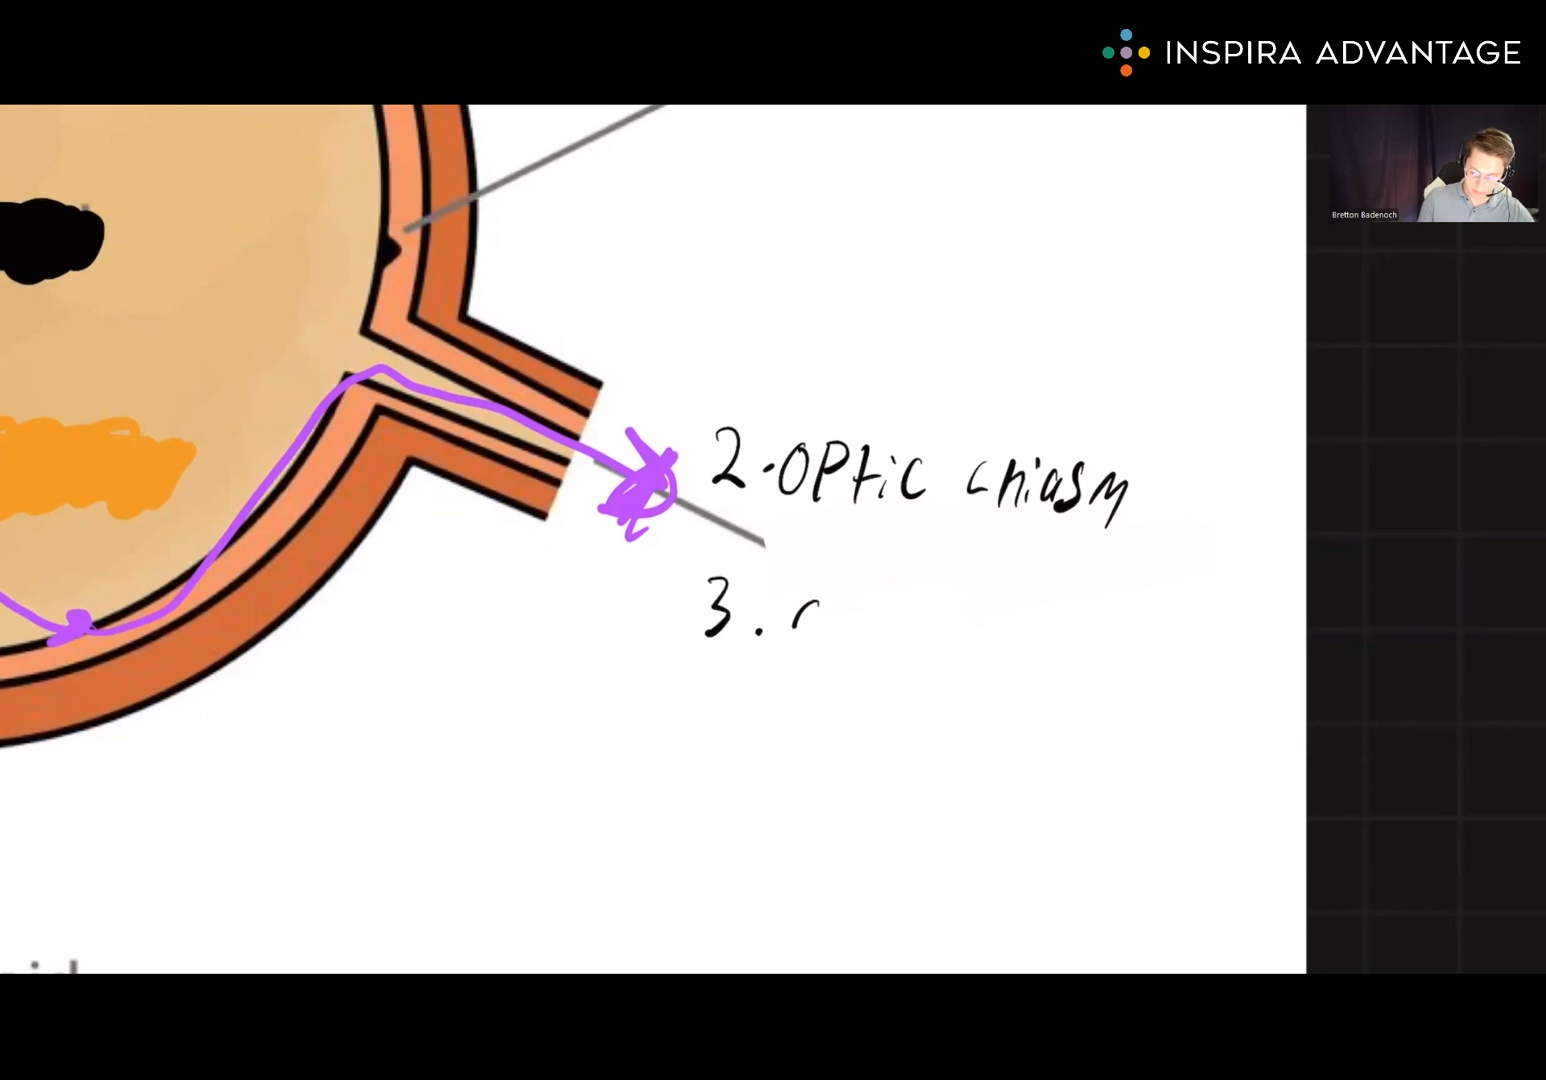 INSPIRA ADVANTAGE
Bretton Badenoch
2. OPtic chiasm
3.